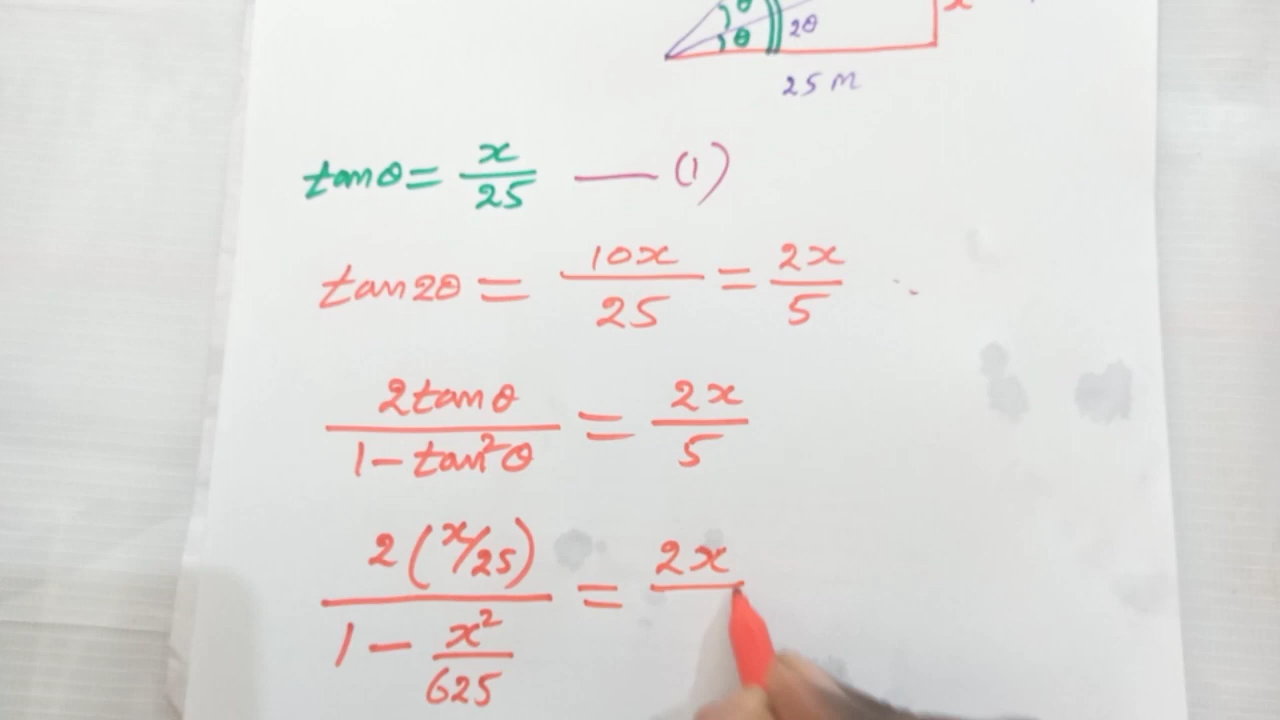 θ
θ
2θ
x
25 M
tanθ = x/25 —— (1)
tan2θ = 10x/25 = 2x/5
2tanθ/1 - tan²θ = 2x/5
2(x/25)/1 - x²/625 = 2x